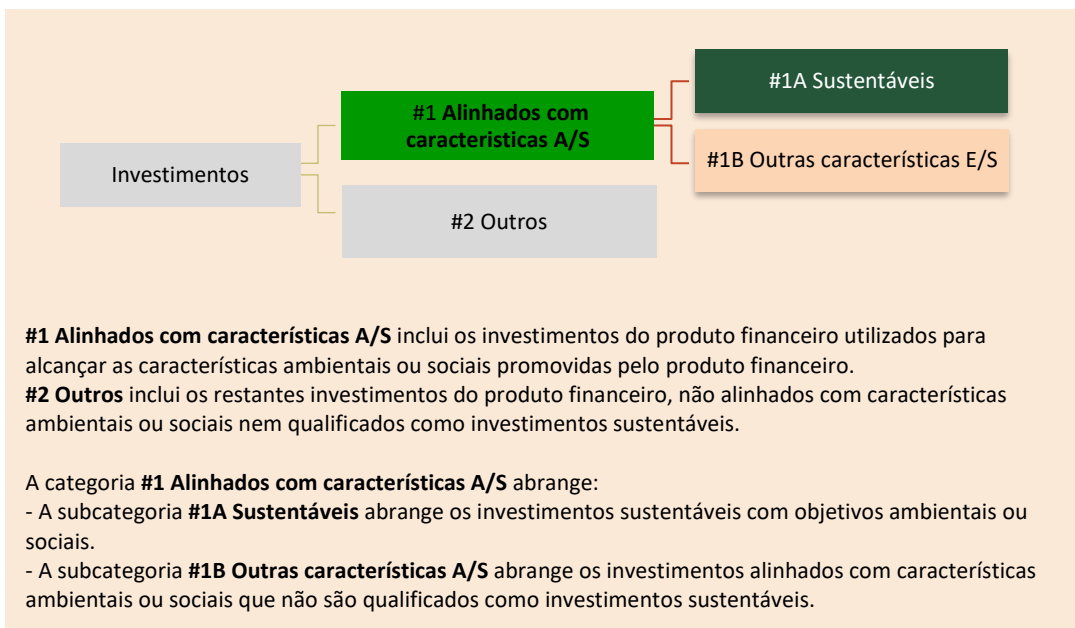 #1A Sustentáveis
#1 Alinhados com
caracteristicas A/S
#1B Outras características E/S
Investimentos
#2 Outros
#1 Alinhados com características A/S inclui os investimentos do produto financeiro utilizados para
alcançar as características ambientais ou sociais promovidas pelo produto financeiro.
#2 Outros inclui os restantes investimentos do produto financeiro, não alinhados com características
ambientais ou sociais nem qualificados como investimentos sustentáveis.
A categoria #1 Alinhados com características A/S abrange:
- A subcategoria #1A Sustentáveis abrange os investimentos sustentáveis com objetivos ambientais ou
sociais.
- A subcategoria #1B Outras características A/S abrange os investimentos alinhados com características
ambientais ou sociais que não são qualificados como investimentos sustentáveis.